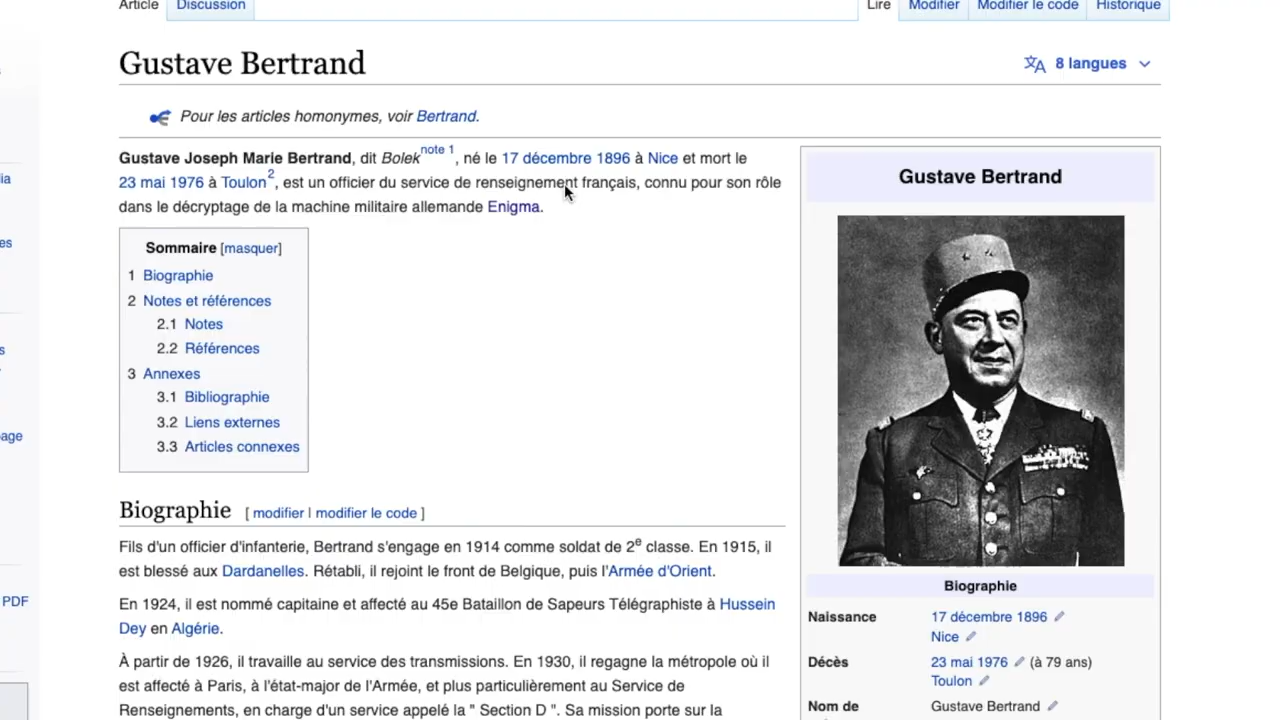 Article Discussion Lire Modifier Modifier le code Historique
Gustave Bertrand
8 langues
Pour les articles homonymes, voir Bertrand.
Gustave Joseph Marie Bertrand, dit Bolek note 1, né le 17 décembre 1896 à Nice et mort le
23 mai 1976 à Toulon 2, est un officier du service de renseignement français, connu pour son rôle
dans le décryptage de la machine militaire allemande Enigma.
Sommaire [masquer]
1 Biographie
2 Notes et références
2.1 Notes
2.2 Références
3 Annexes
3.1 Bibliographie
3.2 Liens externes
3.3 Articles connexes
Biographie [ modifier | modifier le code ]
Fils d'un officier d'infanterie, Bertrand s'engage en 1914 comme soldat de 2e classe. En 1915, il
est blessé aux Dardanelles. Rétabli, il rejoint le front de Belgique, puis l'Armée d'Orient.
En 1924, il est nommé capitaine et affecté au 45e Bataillon de Sapeurs Télégraphiste à Hussein
Dey en Algérie.
À partir de 1926, il travaille au service des transmissions. En 1930, il regagne la métropole où il
est affecté à Paris, à l'état-major de l'Armée, et plus particulièrement au Service de
Renseignements, en charge d'un service appelé la " Section D ". Sa mission porte sur la
Gustave Bertrand
Biographie
Naissance 17 décembre 1896
Nice
Décès 23 mai 1976 (à 79 ans)
Toulon
Nom de Gustave Bertrand
PDF